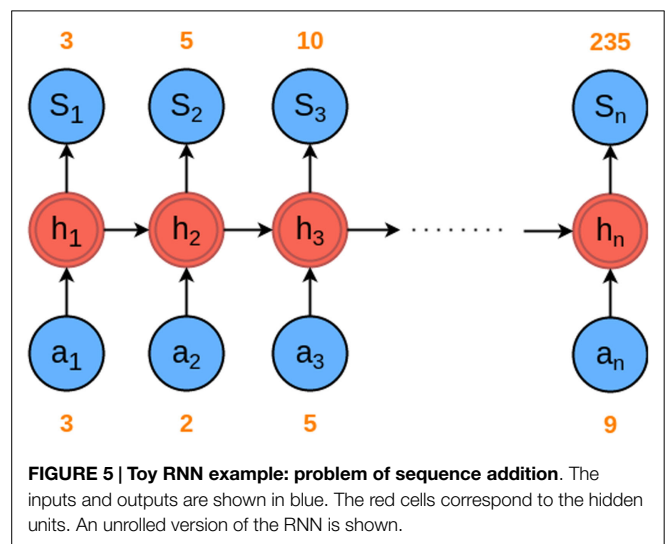 3 5 10 235
S1 S2 S3 Sn
h1 h2 h3 hn
a1 a2 a3 an
3 2 5 9
FIGURE 5 | Toy RNN example: problem of sequence addition. The
inputs and outputs are shown in blue. The red cells correspond to the hidden
units. An unrolled version of the RNN is shown.